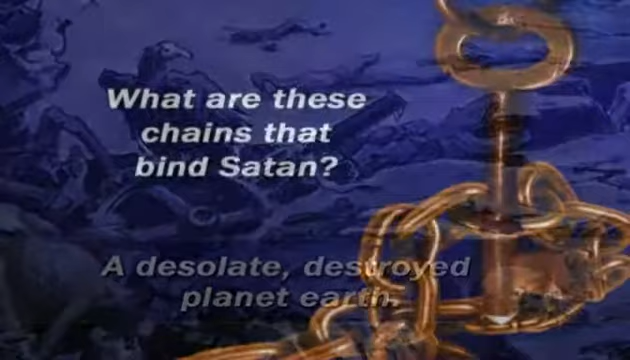 What are these
chains that
bind Satan?
A desolate, destroyed
planet earth.